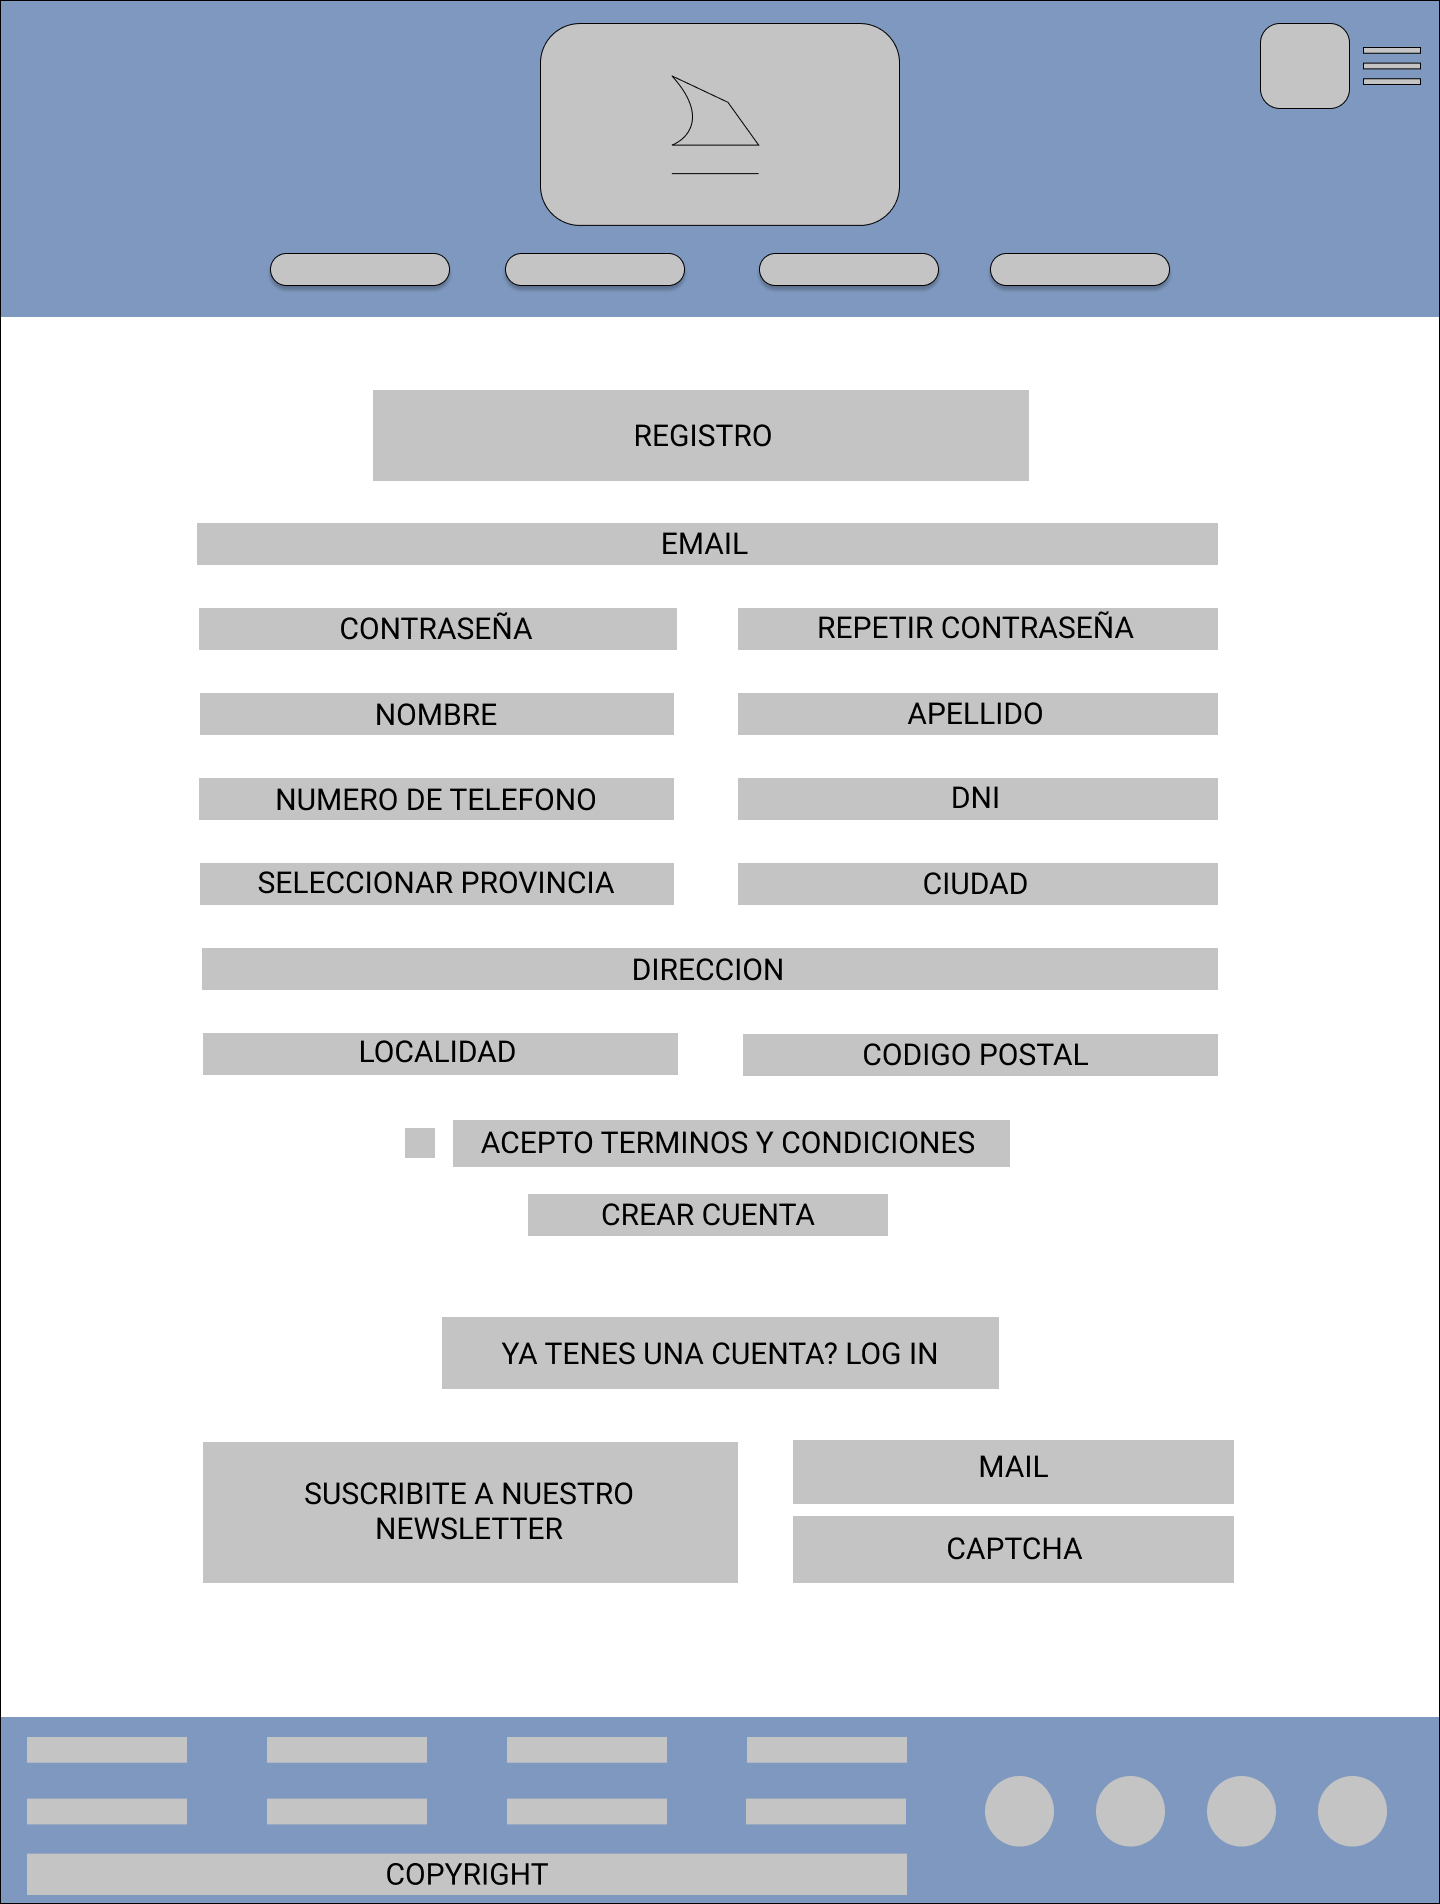 REGISTRO
EMAIL
CONTRASEÑA
REPETIR CONTRASEÑA
NOMBRE
APELLIDO
NUMERO DE TELEFONO
DNI
SELECCIONAR PROVINCIA
CIUDAD
DIRECCION
LOCALIDAD
CODIGO POSTAL
ACEPTO TERMINOS Y CONDICIONES
CREAR CUENTA
YA TENES UNA CUENTA? LOG IN
SUSCRIBITE A NUESTRO
NEWSLETTER
MAIL
CAPTCHA
COPYRIGHT